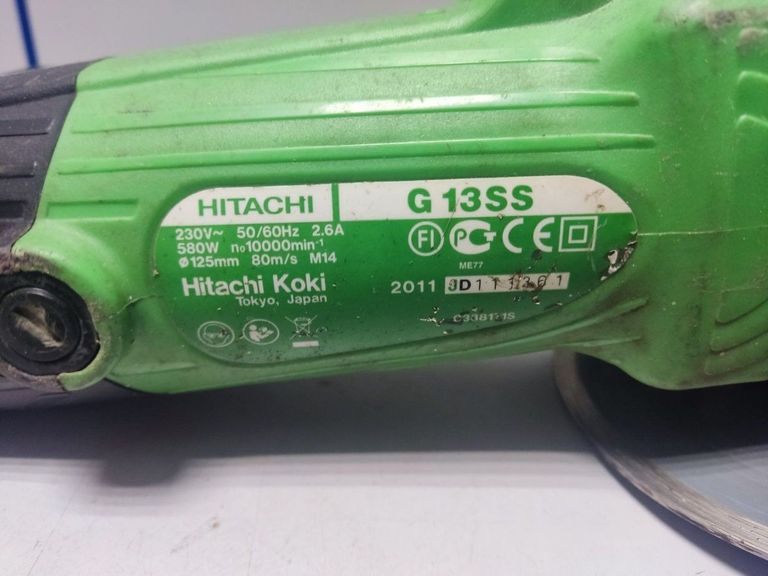 HITACHI G 13SS
230V~ 50/60Hz 2.6A
580W n₀10000min⁻¹
ø125mm 80m/s M14
Hitachi Koki
Tokyo, Japan
FI PCT CE
ME77
2011